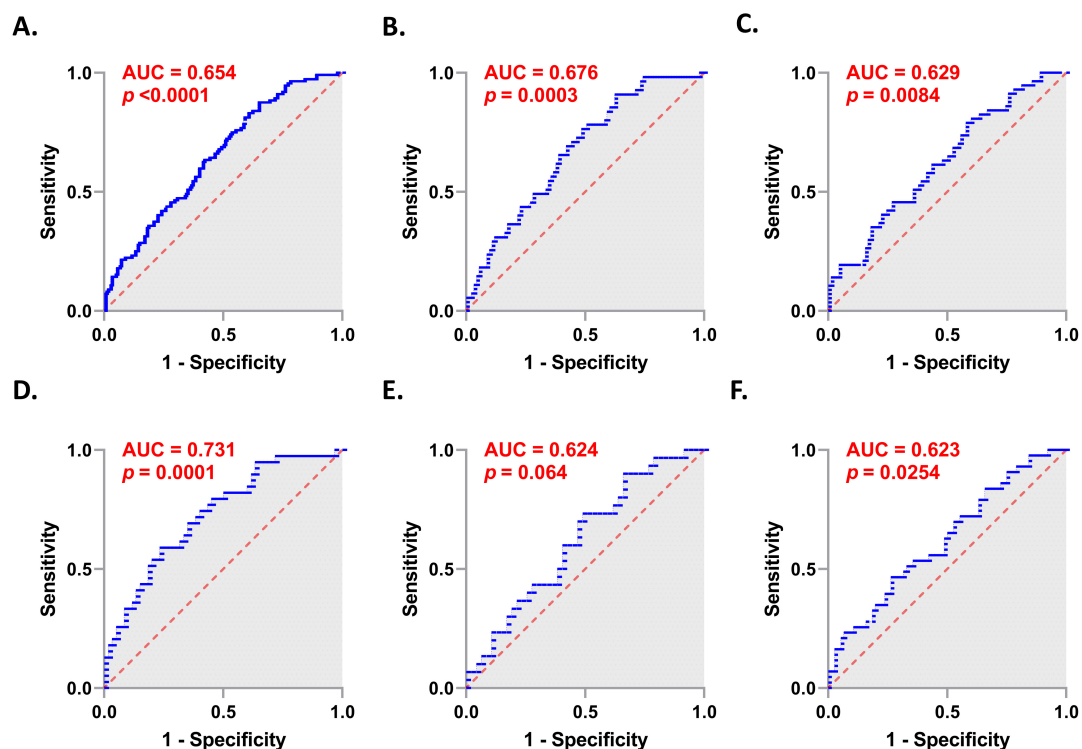 A.
AUC = 0.654
p <0.0001
1.0
0.5
0.0
Sensitivity
0.0 0.5 1.0
1 - Specificity
B.
AUC = 0.676
p = 0.0003
1.0
0.5
0.0
Sensitivity
0.0 0.5 1.0
1 - Specificity
C.
AUC = 0.629
p = 0.0084
1.0
0.5
0.0
Sensitivity
0.0 0.5 1.0
1 - Specificity
D.
AUC = 0.731
p = 0.0001
1.0
0.5
0.0
Sensitivity
0.0 0.5 1.0
1 - Specificity
E.
AUC = 0.624
p = 0.064
1.0
0.5
0.0
Sensitivity
0.0 0.5 1.0
1 - Specificity
F.
AUC = 0.623
p = 0.0254
1.0
0.5
0.0
Sensitivity
0.0 0.5 1.0
1 - Specificity